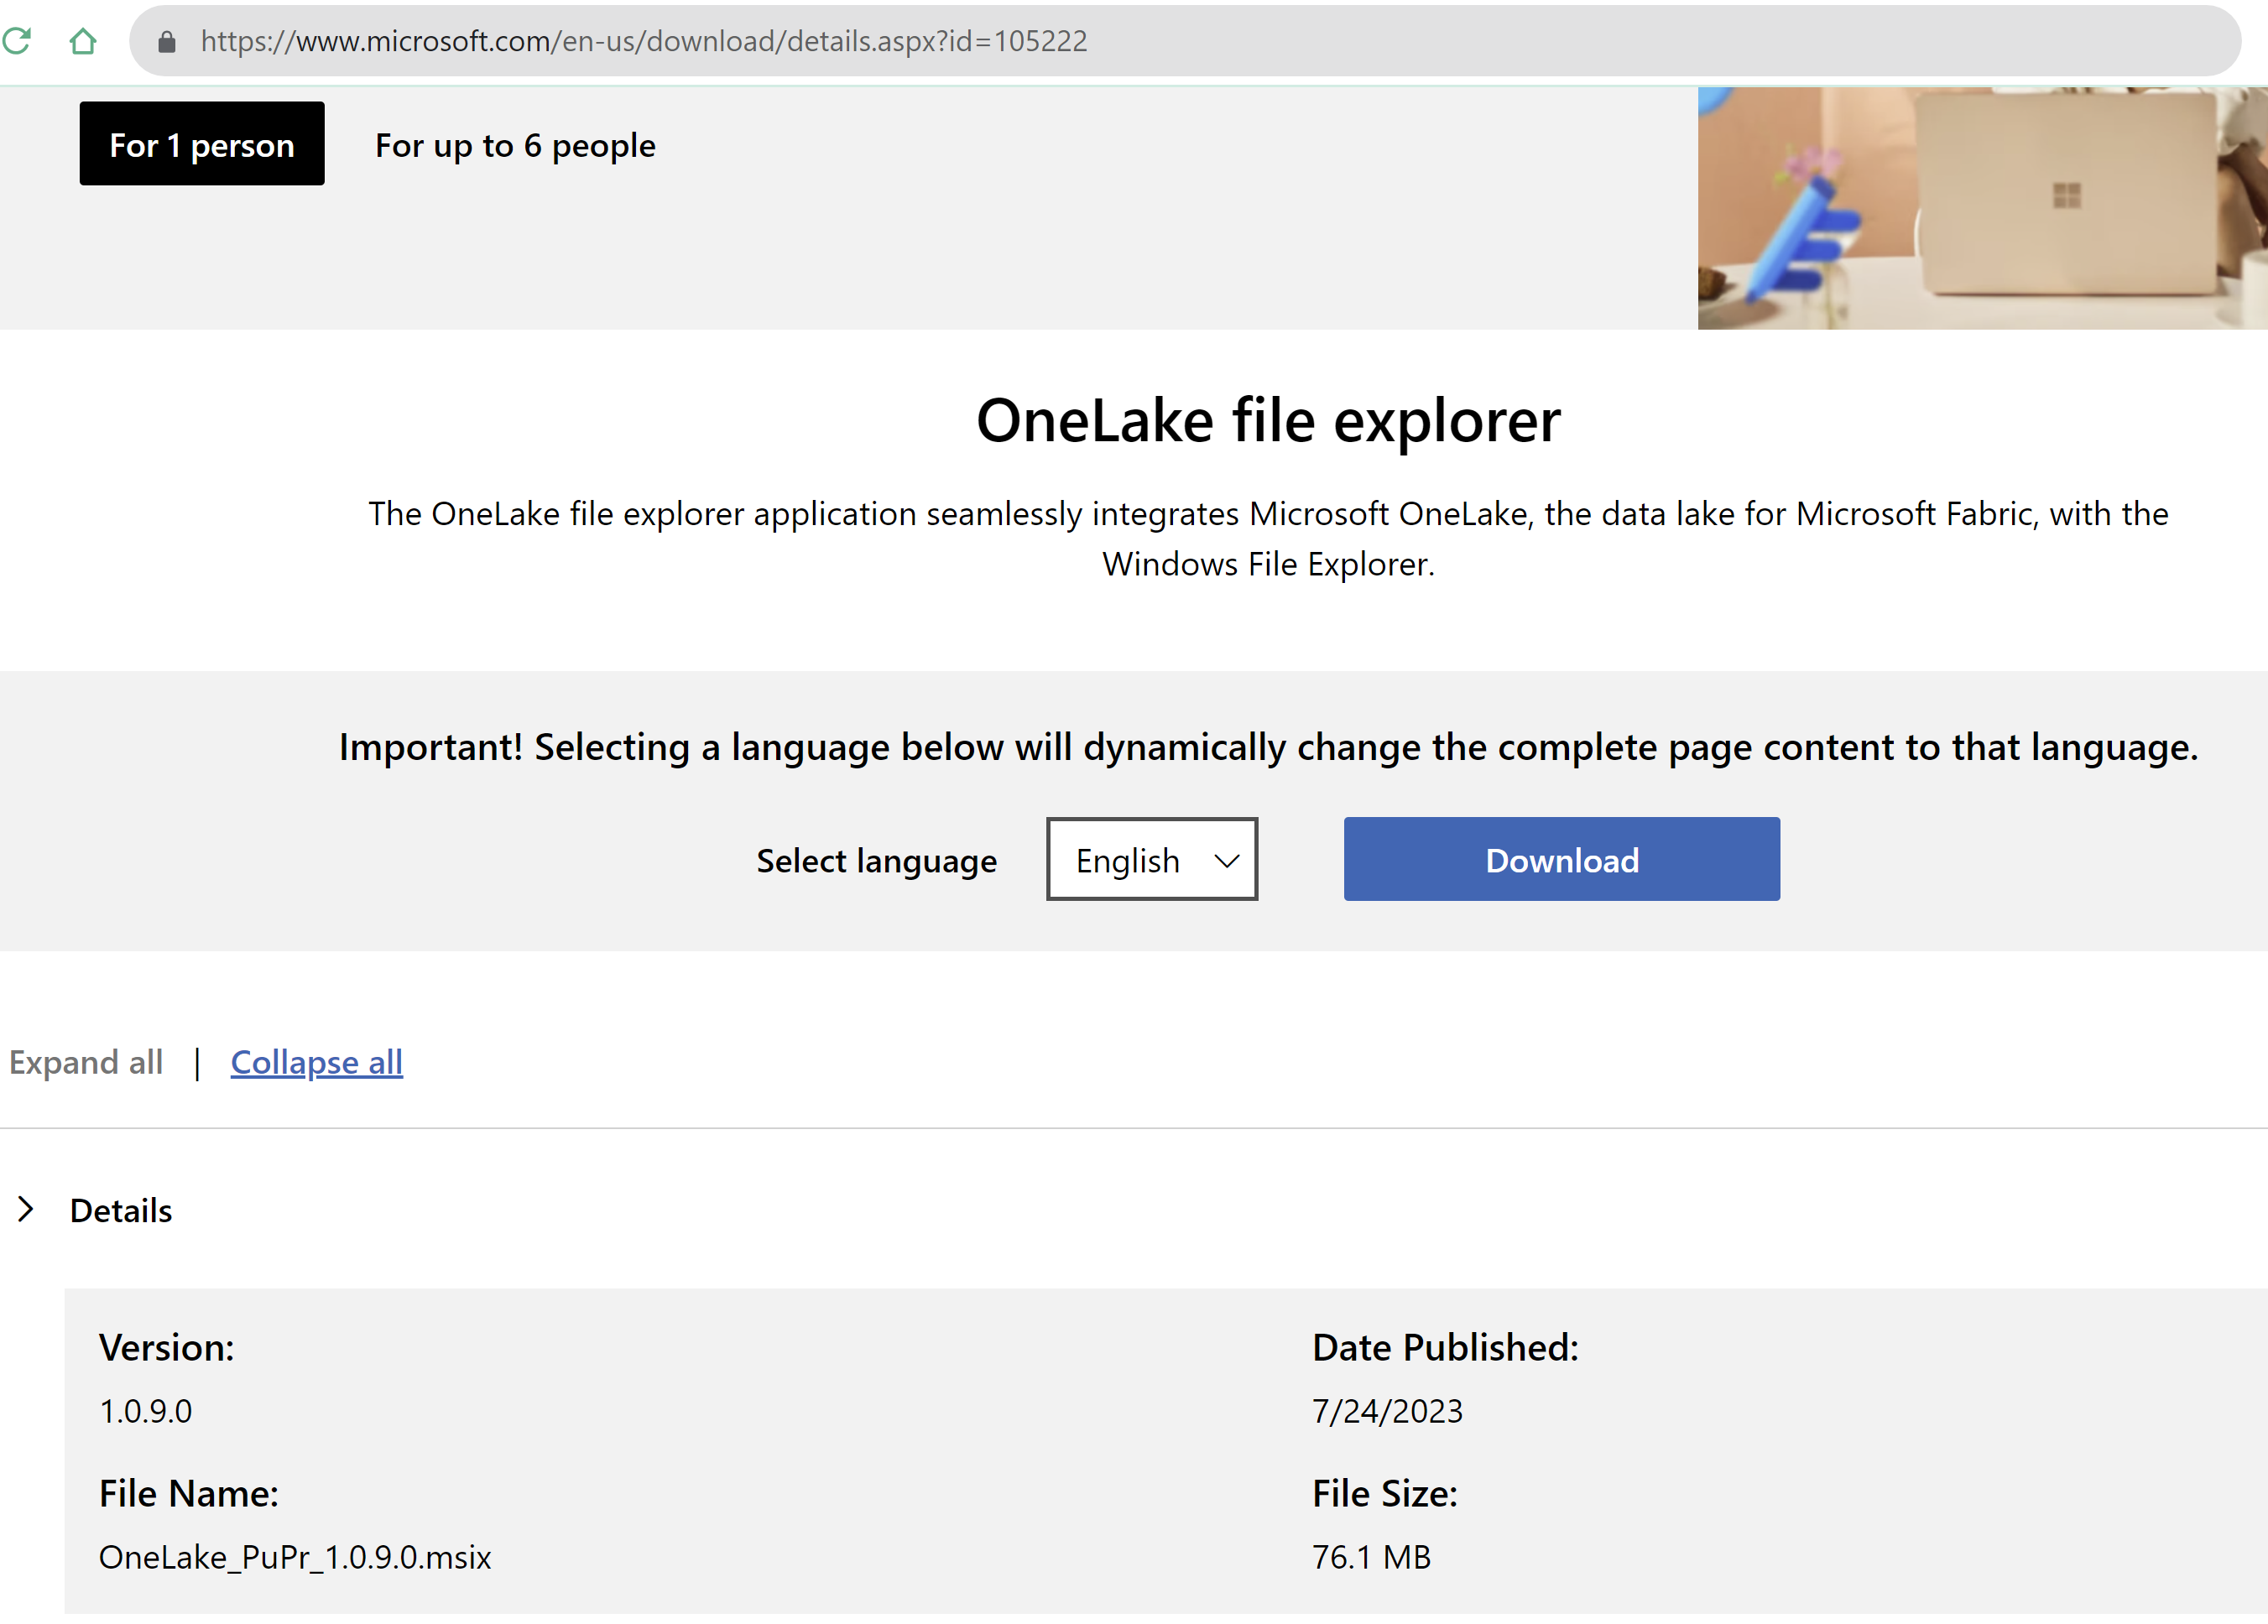 https://www.microsoft.com/en-us/download/details.aspx?id=105222
For 1 person
For up to 6 people
OneLake file explorer
The OneLake file explorer application seamlessly integrates Microsoft OneLake, the data lake for Microsoft Fabric, with the
Windows File Explorer.
Important! Selecting a language below will dynamically change the complete page content to that language.
Select language
English
Download
Expand all | Collapse all
Details
Version:
1.0.9.0
Date Published:
7/24/2023
File Name:
OneLake_PuPr_1.0.9.0.msix
File Size:
76.1 MB